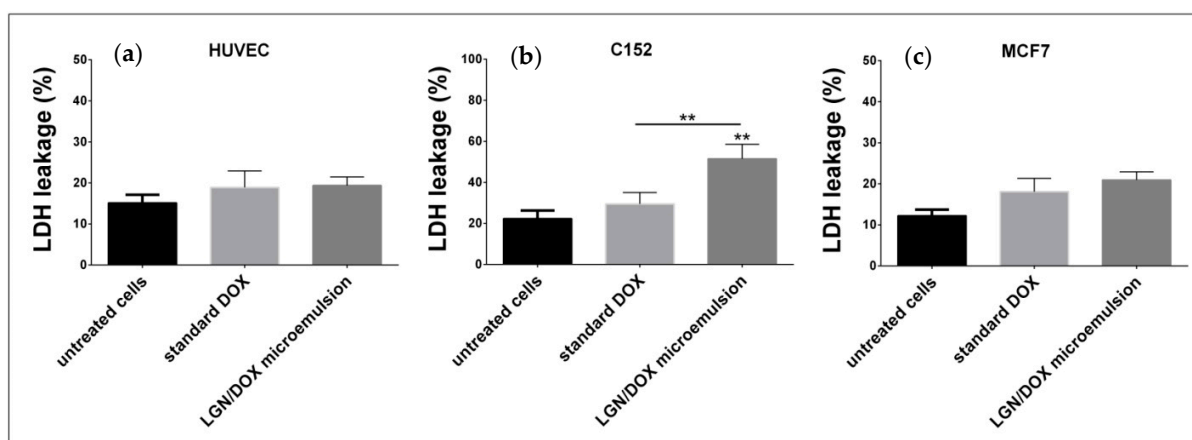 (a) HUVEC
LDH leakage (%)
50
40
30
20
10
0
untreated cells
standard DOX
LGN/DOX microemulsion
(b) C152
LDH leakage (%)
100
80
60
40
20
0
**
**
untreated cells
standard DOX
LGN/DOX microemulsion
(c) MCF7
LDH leakage (%)
50
40
30
20
10
0
untreated cells
standard DOX
LGN/DOX microemulsion